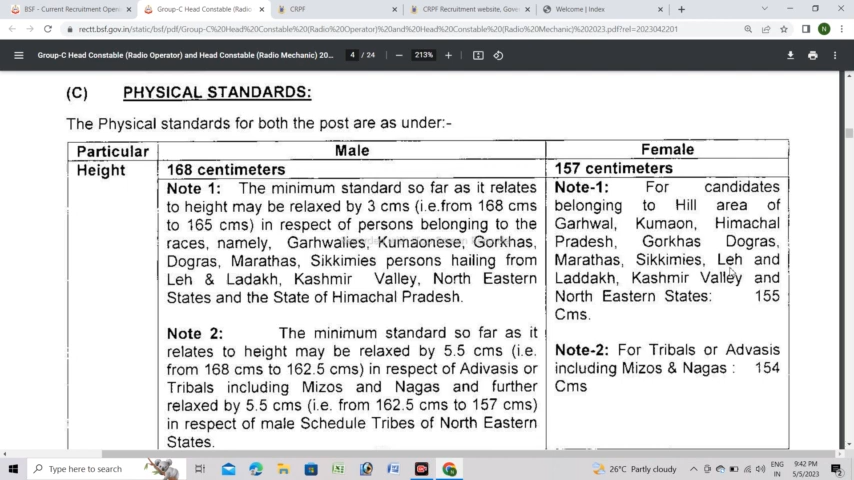 BSF - Current Recruitment Open
Group-C Head Constable (Radio
CRPF
CRPF Recruitment website, Gove
Welcome | Index
rectt.bsf.gov.in/static/bsf/pdf/Group-C%20Head%20Constable%20(Radio%20Operator)%20and%20Head%20Constable%20(Radio%20Mechanic)%202023.pdf?rel=2023042201
N
Group-C Head Constable (Radio Operator) and Head Constable (Radio Mechanic) 20...
4 / 24
213%
(C) PHYSICAL STANDARDS:
The Physical standards for both the post are as under:-
Particular Male Female
Height 168 centimeters 157 centimeters
Note 1: The minimum standard so far as it relates
to height may be relaxed by 3 cms (i.e.from 168 cms
to 165 cms) in respect of persons belonging to the
races, namely, Garhwalies, Kumaonese, Gorkhas,
Dogras, Marathas, Sikkimies persons hailing from
Leh & Ladakh, Kashmir Valley, North Eastern
States and the State of Himachal Pradesh.
Note 2: The minimum standard so far as it
relates to height may be relaxed by 5.5 cms (i.e.
from 168 cms to 162.5 cms) in respect of Adivasis or
Tribals including Mizos and Nagas and further
relaxed by 5.5 cms (i.e. from 162.5 cms to 157 cms)
in respect of male Schedule Tribes of North Eastern
States.
Note-1: For candidates
belonging to Hill area of
Garhwal, Kumaon, Himachal
Pradesh, Gorkhas Dogras,
Marathas, Sikkimies, Leh and
Laddakh, Kashmir Valley and
North Eastern States: 155
Cms.
Note-2: For Tribals or Advasis
including Mizos & Nagas : 154
Cms
Type here to search
26°C Partly cloudy
ENG
IN
9:42 PM
5/5/2023
2